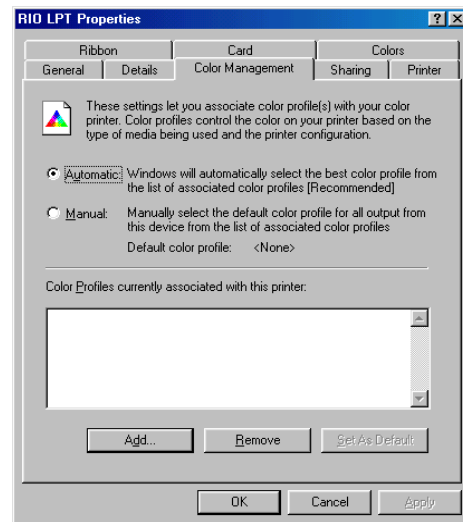 RIO LPT Properties
Ribbon Card Colors
General Details Color Management Sharing Printer
These settings let you associate color profile(s) with your color
printer. Color profiles control the color on your printer based on the
type of media being used and the printer configuration.
Automatic: Windows will automatically select the best color profile from
the list of associated color profiles [Recommended]
Manual: Manually select the default color profile for all output from
this device from the list of associated color profiles
Default color profile: <None>
Color Profiles currently associated with this printer:
Add... Remove Set As Default
OK Cancel Apply